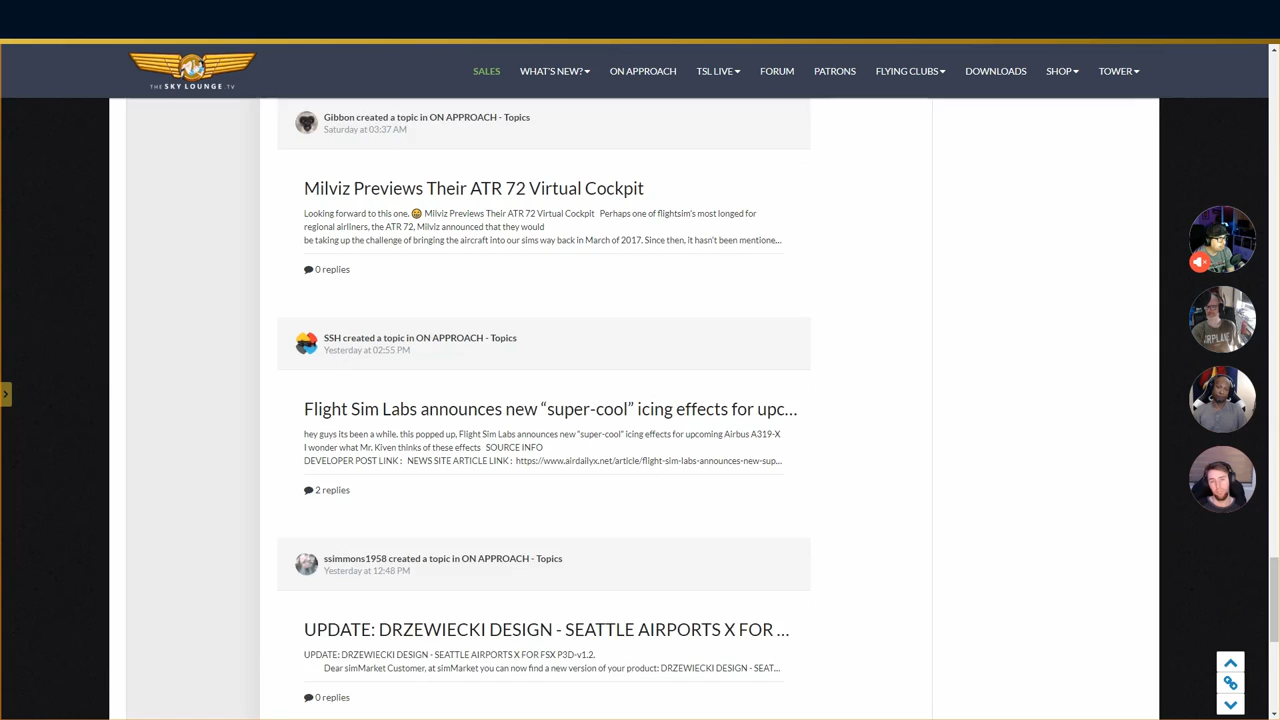 THE SKY LOUNGE .TV
SALES WHAT'S NEW? ON APPROACH TSL LIVE FORUM PATRONS FLYING CLUBS DOWNLOADS SHOP TOWER
Gibbon created a topic in ON APPROACH - Topics
Saturday at 03:37 AM
Milviz Previews Their ATR 72 Virtual Cockpit
Looking forward to this one. 😀 Milviz Previews Their ATR 72 Virtual Cockpit Perhaps one of flightsim's most longed for
regional airliners, the ATR 72, Milviz announced that they would
be taking up the challenge of bringing the aircraft into our sims way back in March of 2017. Since then, it hasn't been mentione...
0 replies
SSH created a topic in ON APPROACH - Topics
Yesterday at 02:55 PM
Flight Sim Labs announces new “super-cool” icing effects for upc...
hey guys its been a while. this popped up, Flight Sim Labs announces new “super-cool” icing effects for upcoming Airbus A319-X
I wonder what Mr. Kiven thinks of these effects SOURCE INFO
DEVELOPER POST LINK : NEWS SITE ARTICLE LINK : https://www.airdailyx.net/article/flight-sim-labs-announces-new-sup...
2 replies
ssimmons1958 created a topic in ON APPROACH - Topics
Yesterday at 12:48 PM
UPDATE: DRZEWIECKI DESIGN - SEATTLE AIRPORTS X FOR ...
UPDATE: DRZEWIECKI DESIGN - SEATTLE AIRPORTS X FOR FSX P3D-v1.2.
Dear simMarket Customer, at simMarket you can now find a new version of your product: DRZEWIECKI DESIGN - SEAT...
0 replies
AIRPLANE